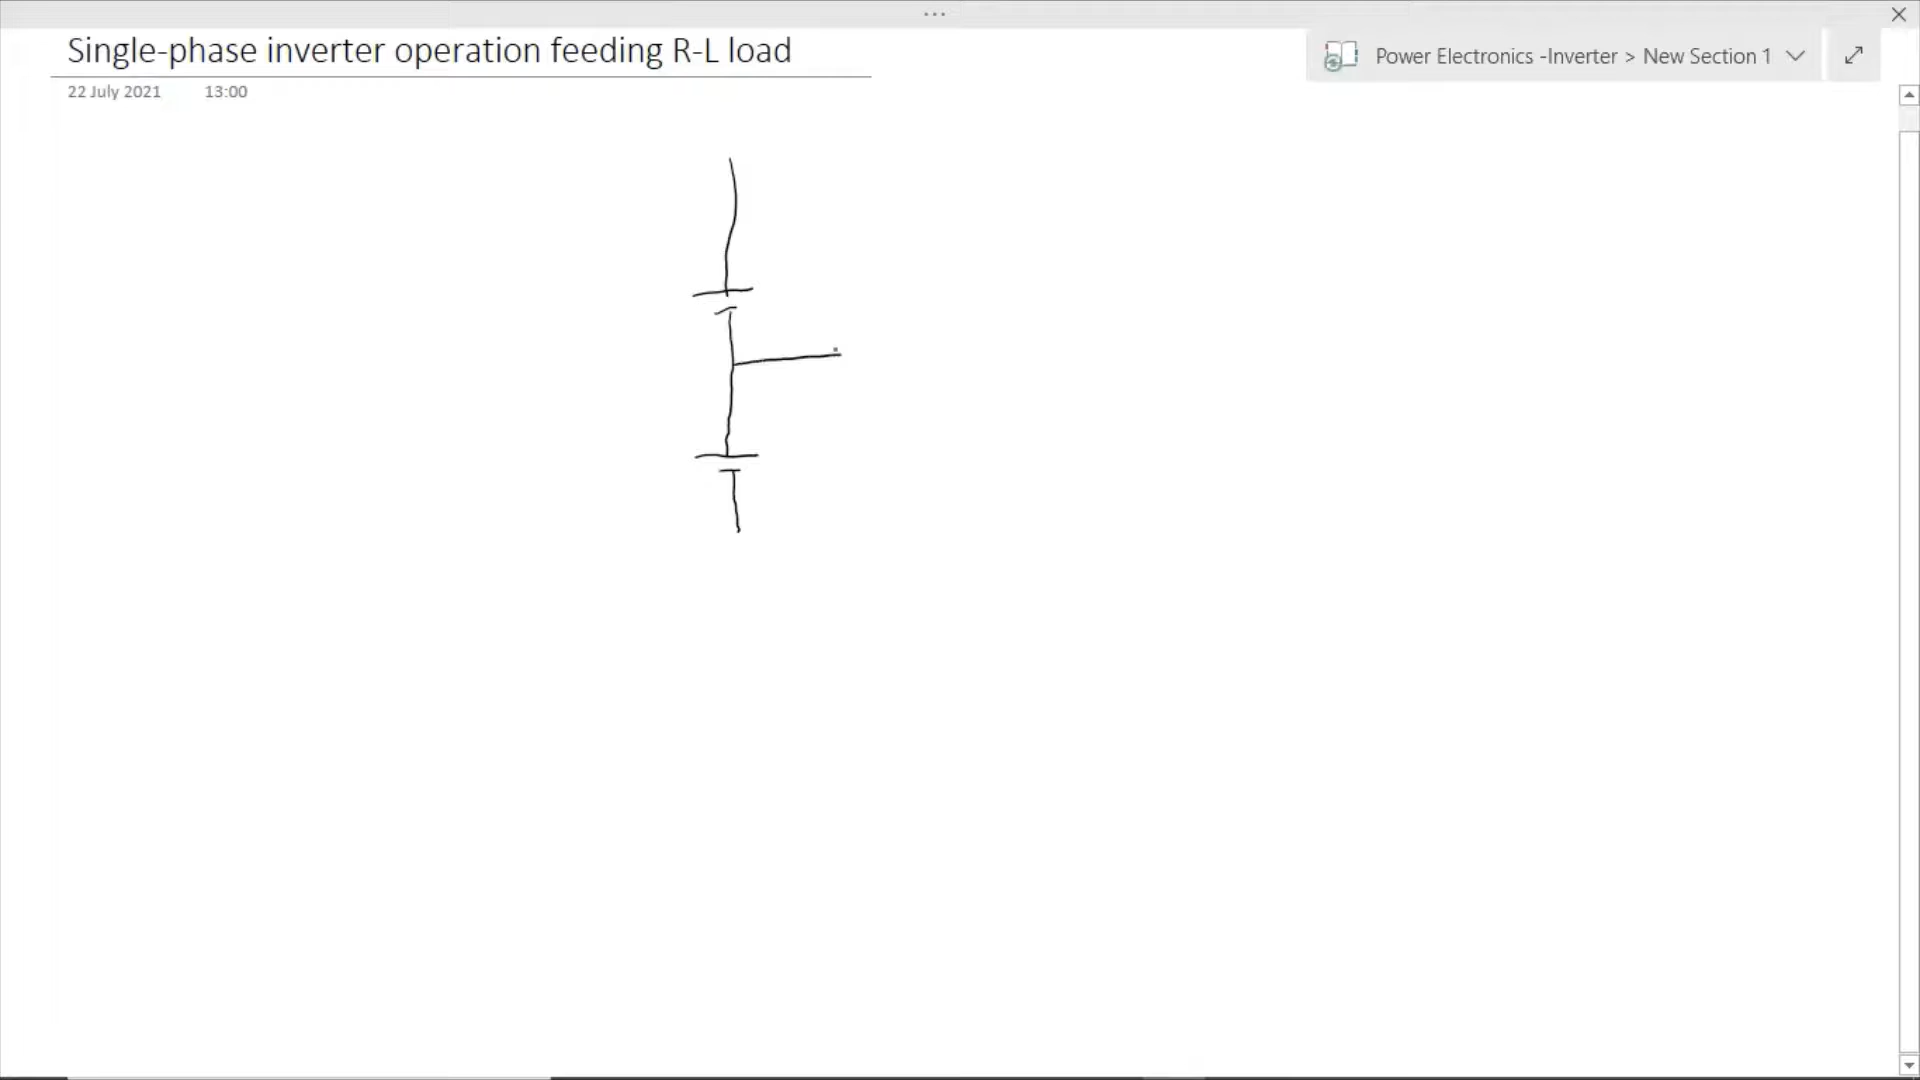 Single-phase inverter operation feeding R-L load
Power Electronics -Inverter > New Section 1
22 July 2021 13:00